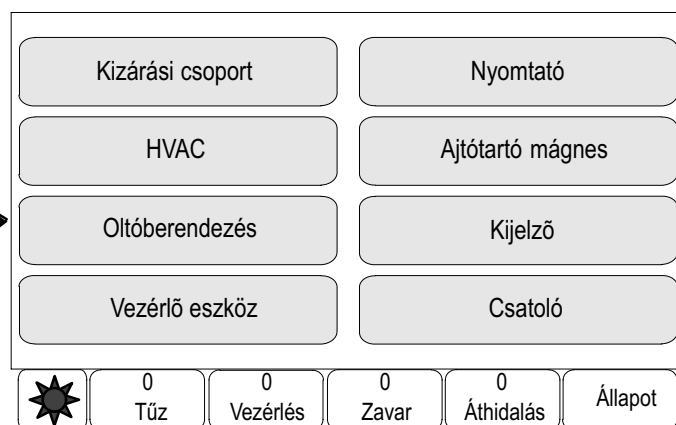 Kizárási csoport
Nyomtató
HVAC
Ajtótartó mágnes
Oltóberendezés
Kijelzõ
Vezérlõ eszköz
Csatoló
0
Tűz
0
Vezérlés
0
Zavar
0
Áthidalás
Állapot